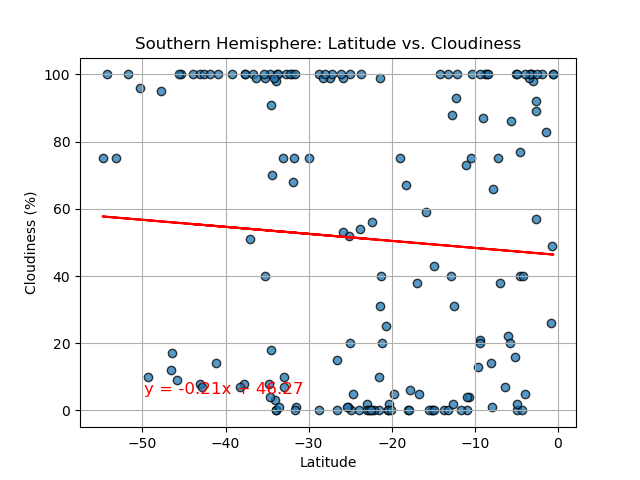 Southern Hemisphere: Latitude vs. Cloudiness
100
80
60
40
20
0
Cloudiness (%)
y = -0.21x + 46.27
−50 −40 −30 −20 −10 0
Latitude